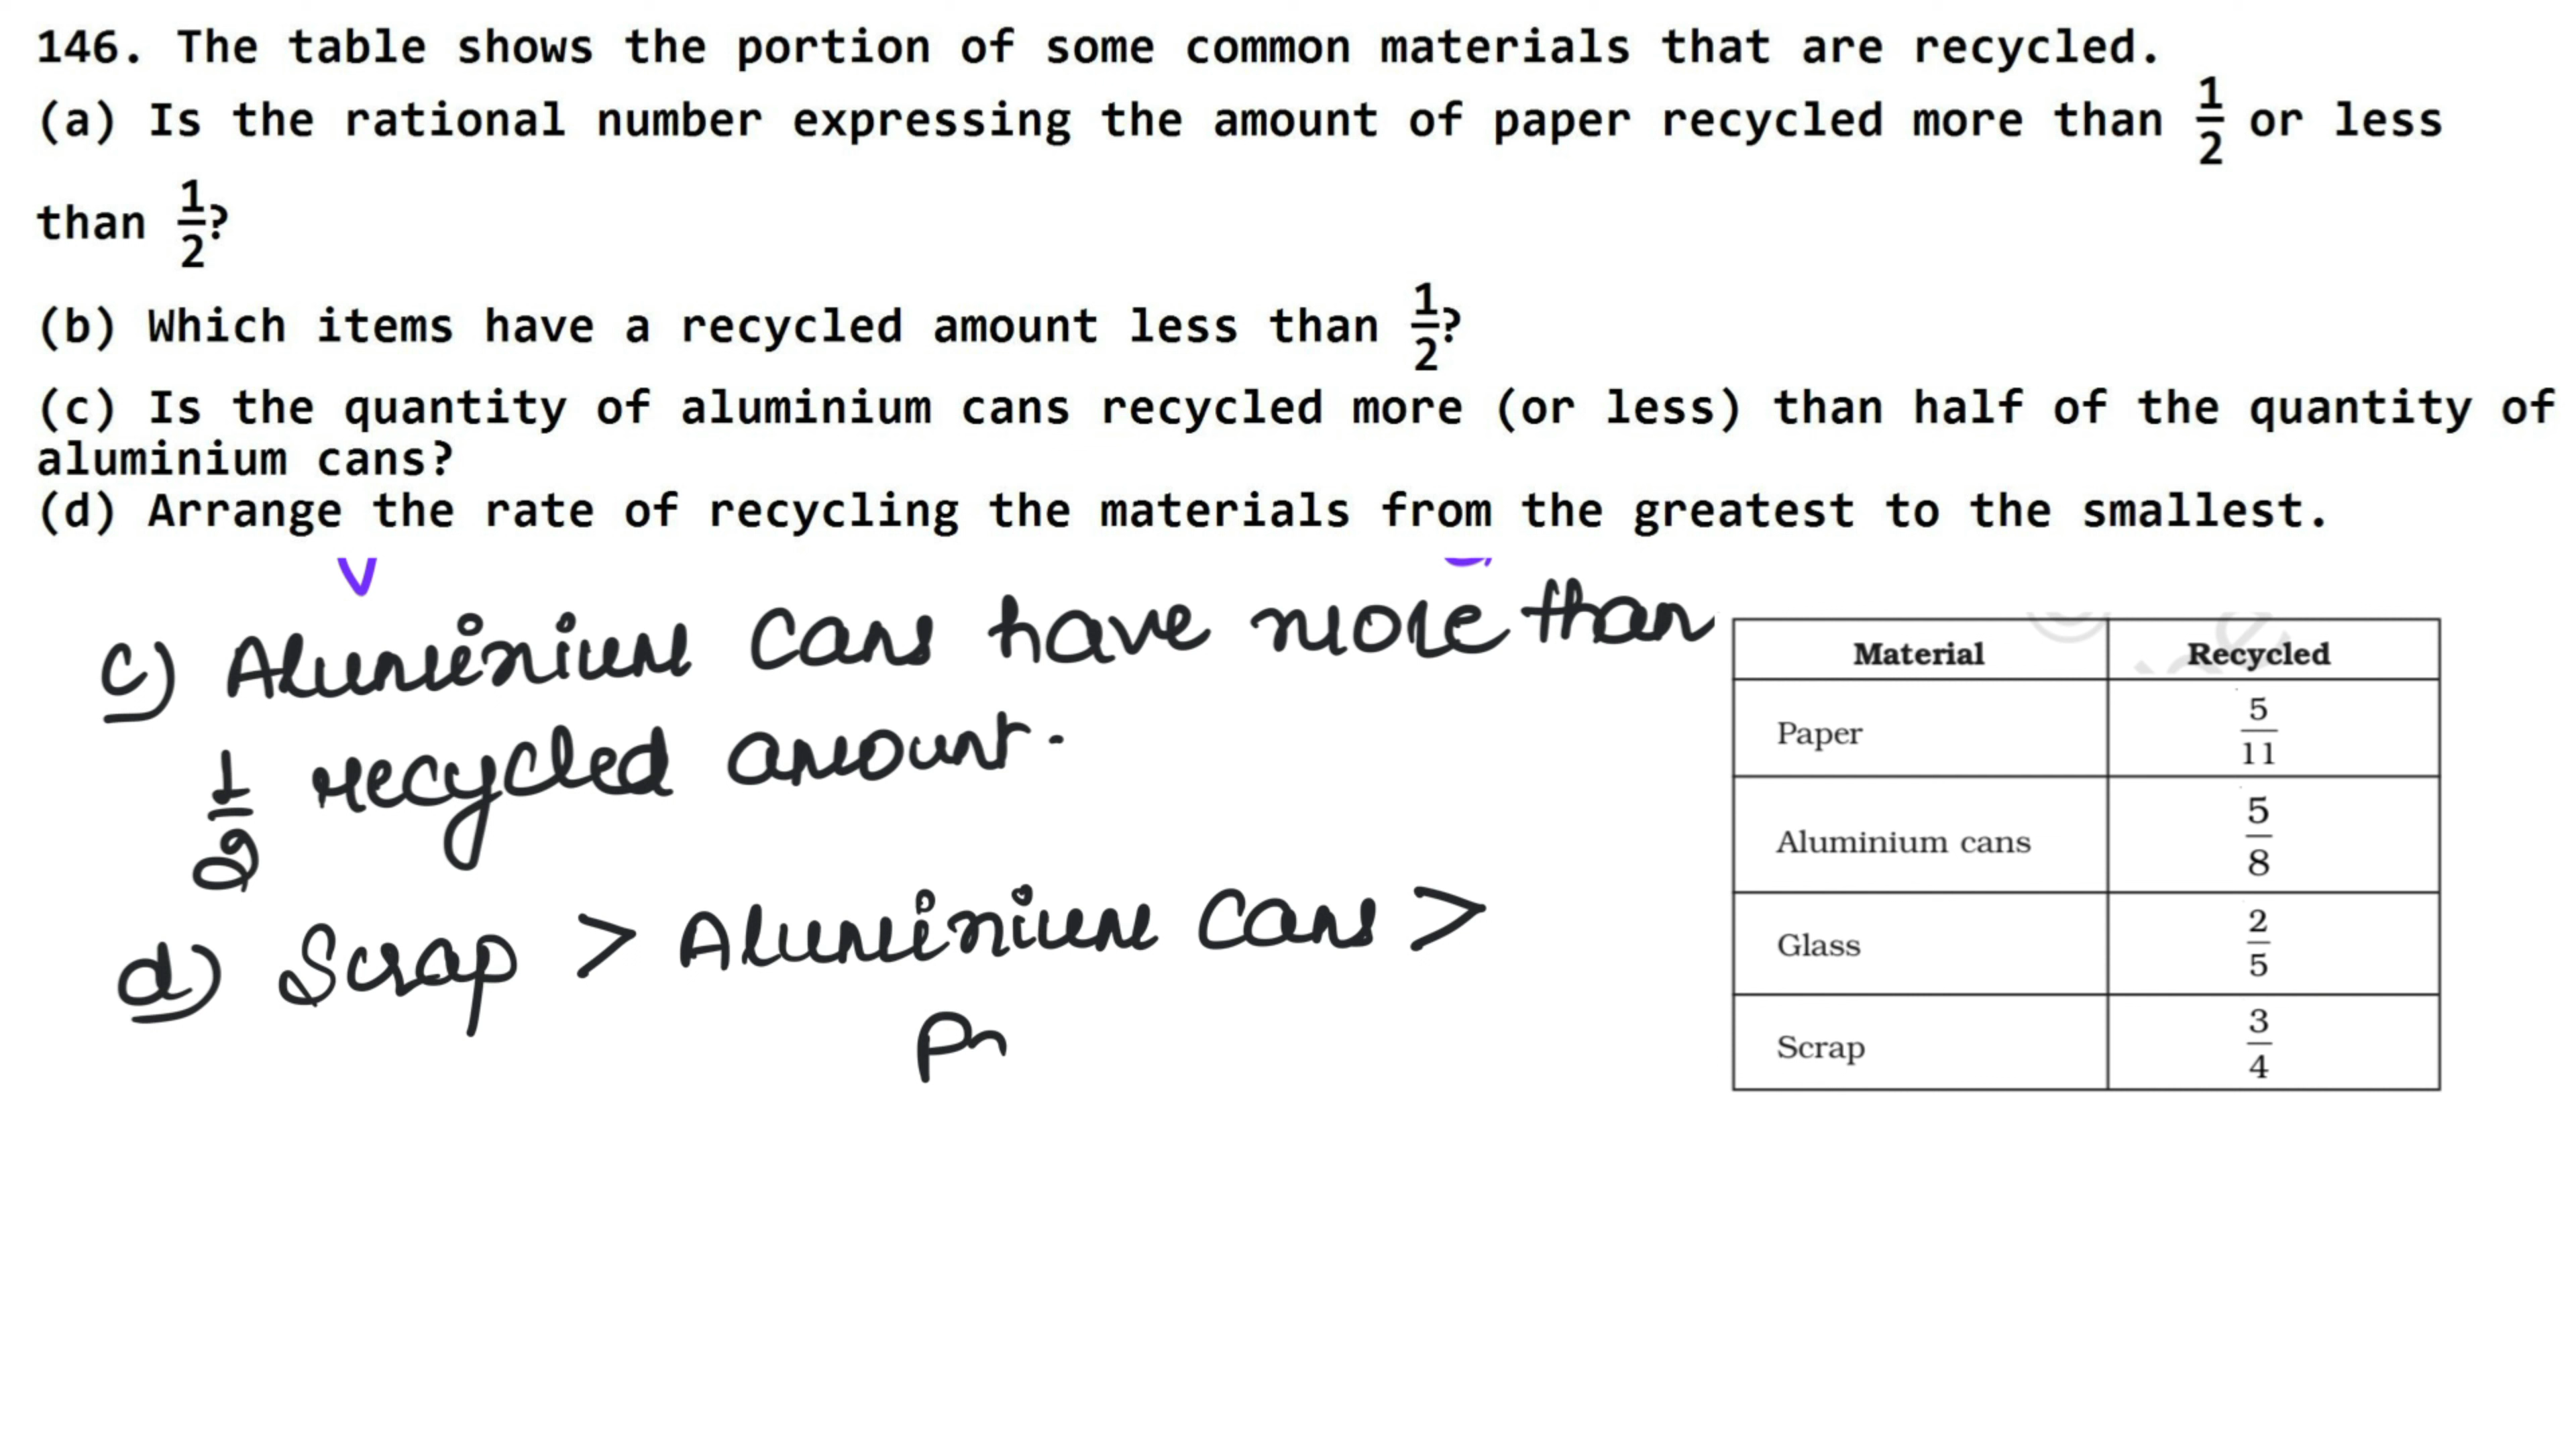 146. The table shows the portion of some common materials that are recycled.
(a) Is the rational number expressing the amount of paper recycled more than 1/2 or less
than 1/2?
(b) Which items have a recycled amount less than 1/2?
(c) Is the quantity of aluminium cans recycled more (or less) than half of the quantity of
aluminium cans?
(d) Arrange the rate of recycling the materials from the greatest to the smallest.
c) Aluminium cans have more than
1/2 recycled amount.
d) Scrap > Aluminium cans >
Material Recycled
Paper 5/11
Aluminium cans 5/8
Glass 2/5
Scrap 3/4